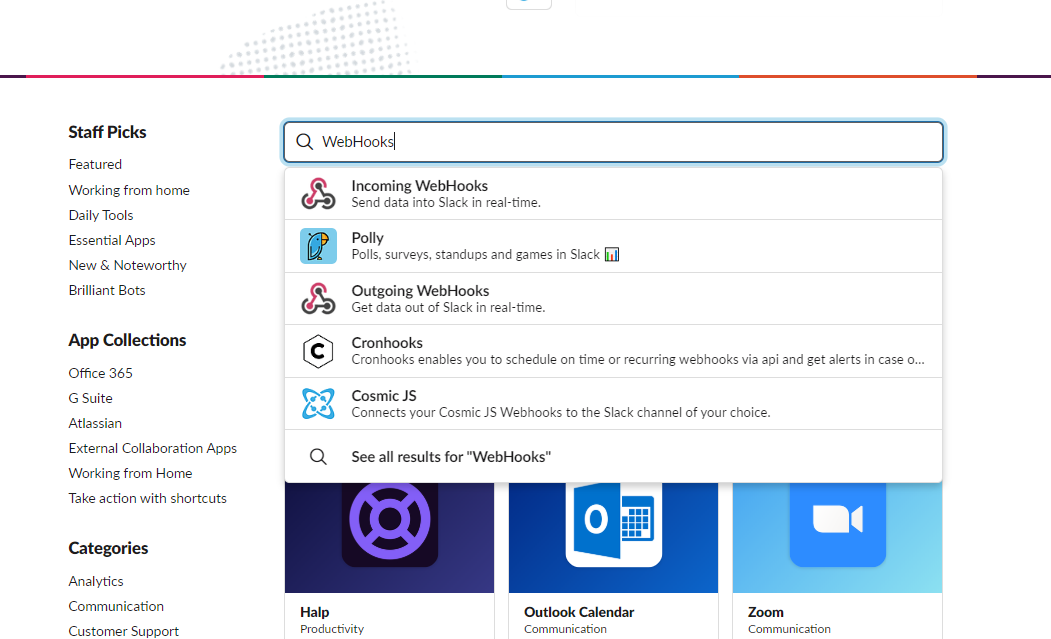 Staff Picks
Featured
Working from home
Daily Tools
Essential Apps
New & Noteworthy
Brilliant Bots
App Collections
Office 365
G Suite
Atlassian
External Collaboration Apps
Working from Home
Take action with shortcuts
Categories
Analytics
Communication
Customer Support
WebHooks
Incoming WebHooks
Send data into Slack in real-time.
Polly
Polls, surveys, standups and games in Slack 📊
Outgoing WebHooks
Get data out of Slack in real-time.
Cronhooks
Cronhooks enables you to schedule on time or recurring webhooks via api and get alerts in case o...
Cosmic JS
Connects your Cosmic JS Webhooks to the Slack channel of your choice.
See all results for "WebHooks"
Halp
Productivity
Outlook Calendar
Communication
Zoom
Communication